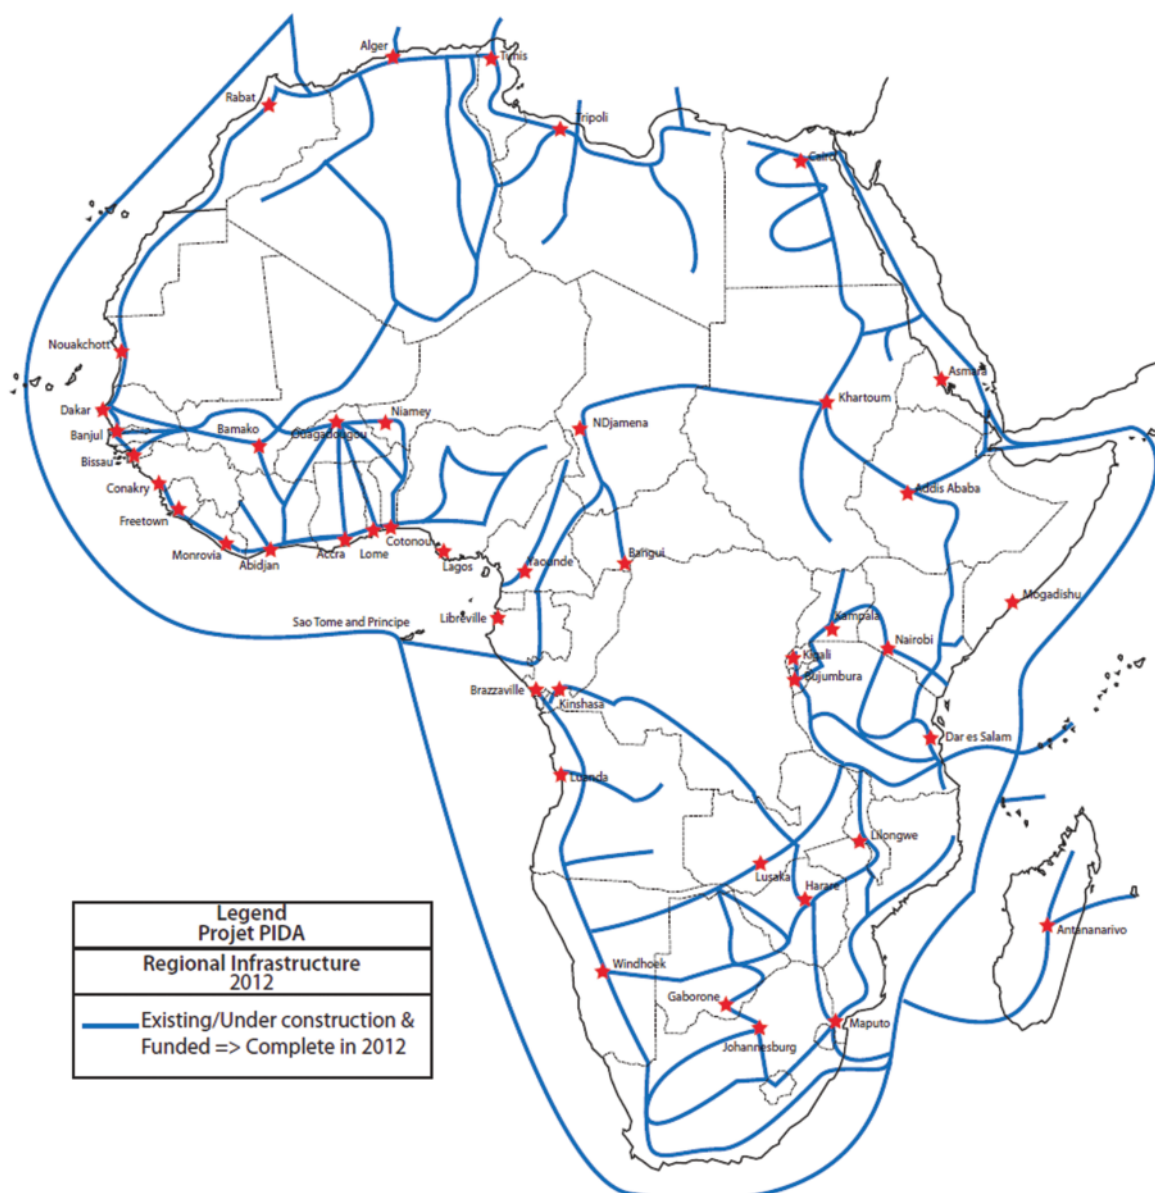 Alger
Tunis
Rabat
Tripoli
Cairo
Nouakchott
Asmara
Dakar
Khartoum
Banjul
Bamako
Ouagadougou
Niamey
NDjamena
Bissau
Conakry
Addis Ababa
Freetown
Monrovia
Abidjan
Accra
Lome
Cotonou
Lagos
Yaounde
Bangui
Mogadishu
Libreville
Sao Tome and Principe
Kampala
Nairobi
Kigali
Bujumbura
Brazzaville
Kinshasa
Dar es Salam
Luanda
Lilongwe
Lusaka
Harare
Antananarivo
Windhoek
Gaborone
Maputo
Johannesburg
Legend
Projet PIDA
Regional Infrastructure
2012
Existing/Under construction &
Funded => Complete in 2012